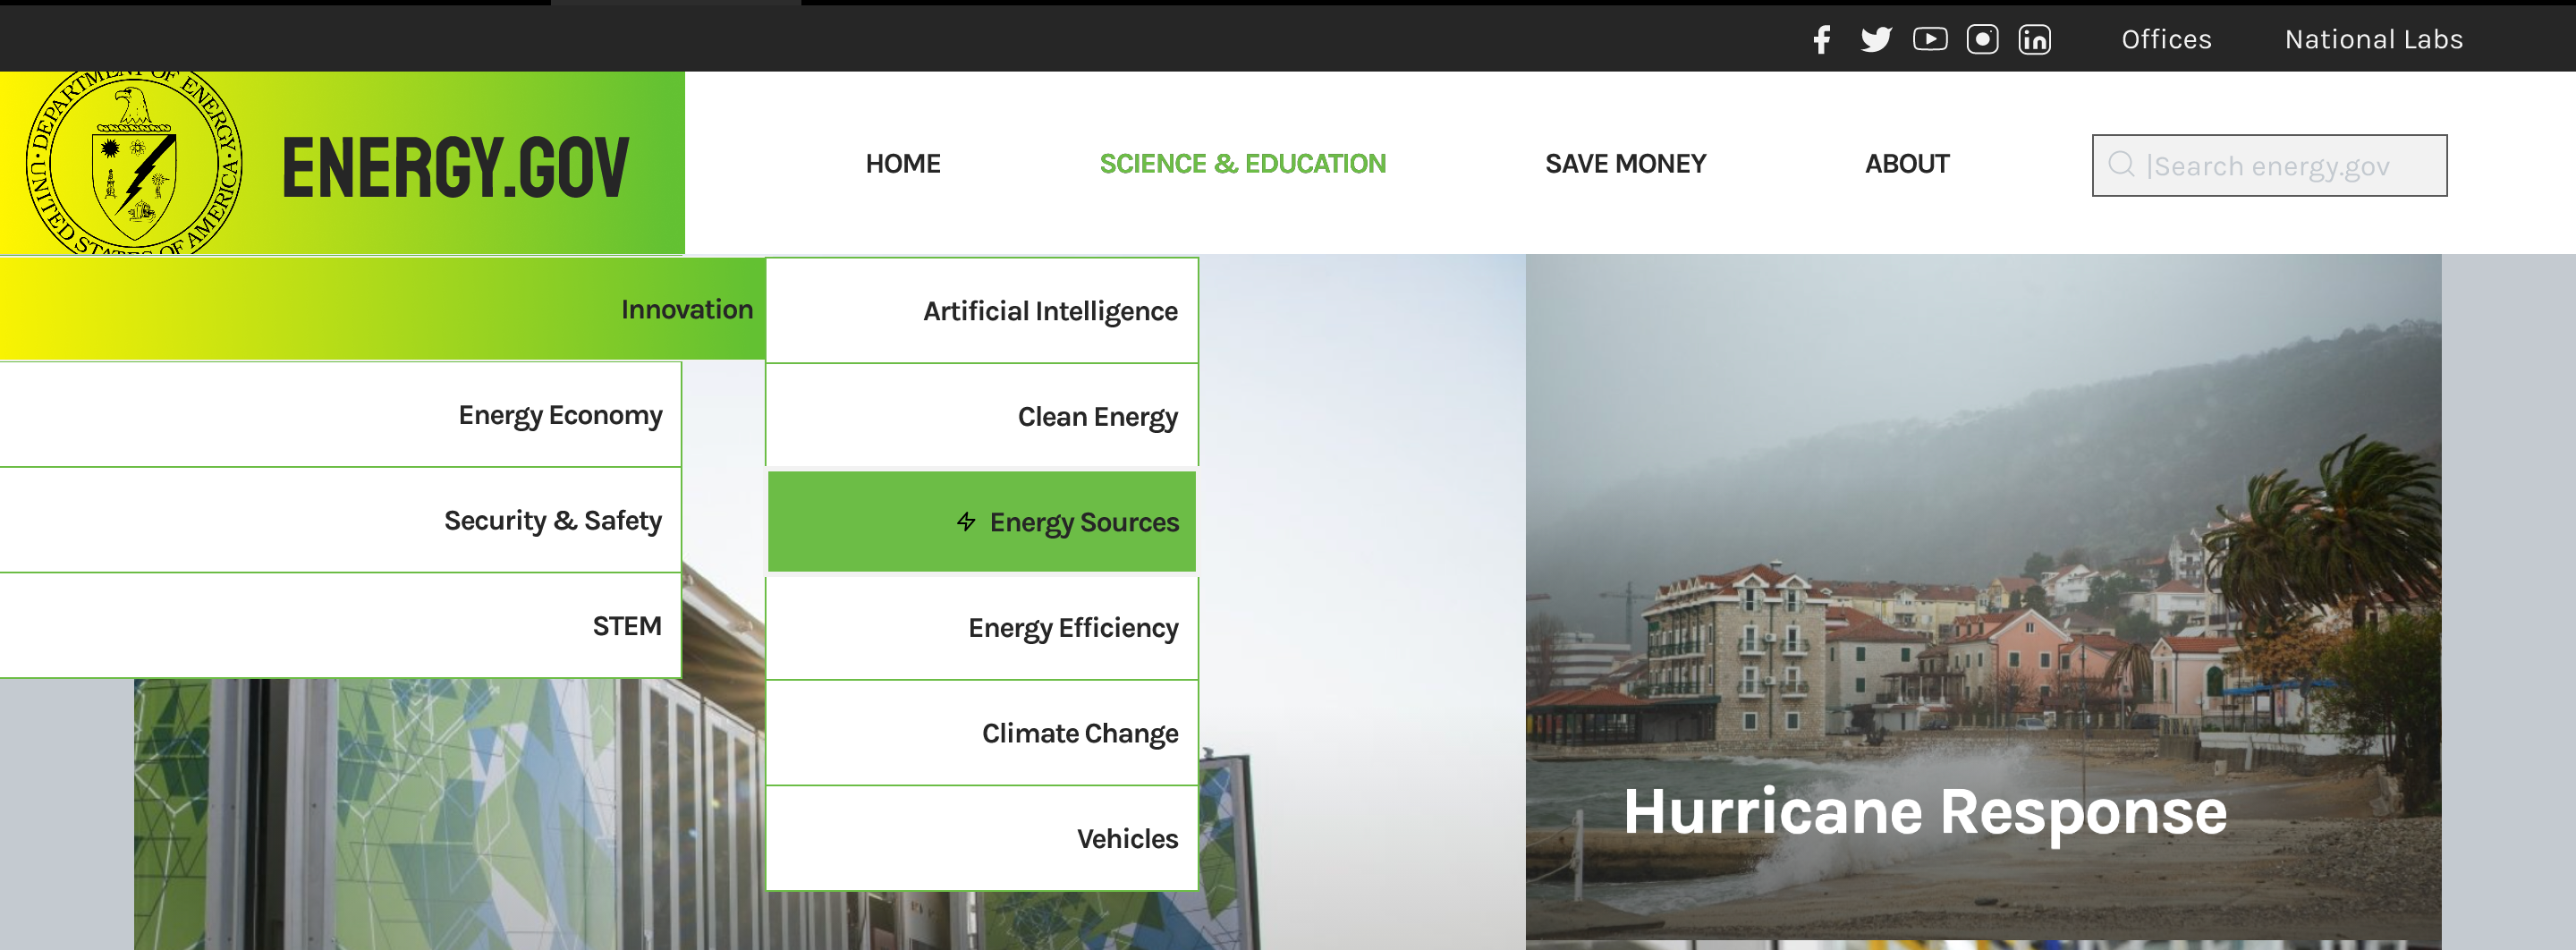 Offices
National Labs
DEPARTMENT OF ENERGY
UNITED STATES OF AMERICA
ENERGY.GOV
HOME
SCIENCE & EDUCATION
SAVE MONEY
ABOUT
Search energy.gov
Innovation
Energy Economy
Security & Safety
STEM
Artificial Intelligence
Clean Energy
Energy Sources
Energy Efficiency
Climate Change
Vehicles
Hurricane Response